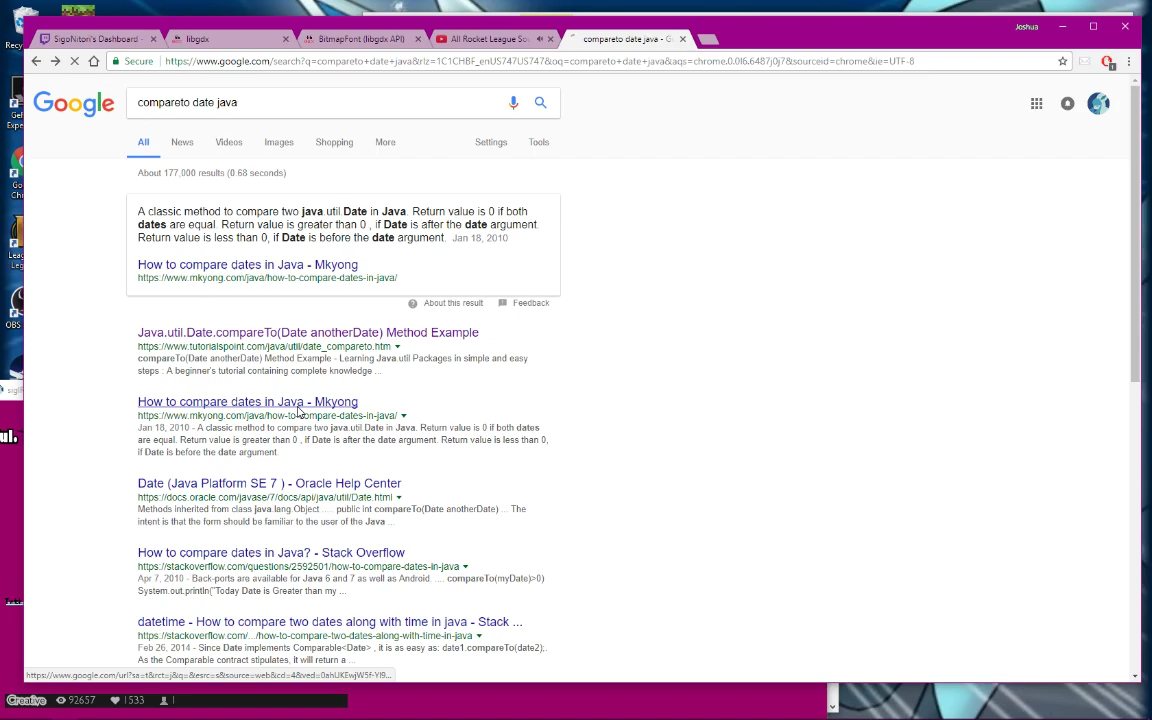 Joshua
SigoNitori's Dashboard -
libgdx
BitmapFont (libgdx API)
All Rocket League So
compareto date java - G
Secure
https://www.google.com/search?q=compareto+date+java&rlz=1C1CHBF_enUS747US747&oq=compareto+date+java&aqs=chrome.0.0l6.6487j0j7&sourceid=chrome&ie=UTF-8
Google
compareto date java
All
News
Videos
Images
Shopping
More
Settings
Tools
About 177,000 results (0.68 seconds)
A classic method to compare two java.util.Date in Java. Return value is 0 if both
dates are equal. Return value is greater than 0 , if Date is after the date argument.
Return value is less than 0, if Date is before the date argument. Jan 18, 2010
How to compare dates in Java - Mkyong
https://www.mkyong.com/java/how-to-compare-dates-in-java/
About this result
Feedback
Java.util.Date.compareTo(Date anotherDate) Method Example
https://www.tutorialspoint.com/java/util/date_compareto.htm
compareTo(Date anotherDate) Method Example - Learning Java.util Packages in simple and easy
steps : A beginner's tutorial containing complete knowledge ...
How to compare dates in Java - Mkyong
https://www.mkyong.com/java/how-to-compare-dates-in-java/
Jan 18, 2010 - A classic method to compare two java.util.Date in Java. Return value is 0 if both dates
are equal. Return value is greater than 0 , if Date is after the date argument. Return value is less than 0,
if Date is before the date argument.
Date (Java Platform SE 7 ) - Oracle Help Center
https://docs.oracle.com/javase/7/docs/api/java/util/Date.html
Methods inherited from class java.lang.Object ..... public int compareTo(Date anotherDate) ... The
intent is that the form should be familiar to the user of the Java ...
How to compare dates in Java? - Stack Overflow
https://stackoverflow.com/questions/2592501/how-to-compare-dates-in-java
Apr 7, 2010 - Back-ports are available for Java 6 and 7 as well as Android. .... compareTo(myDate)>0)
System.out.println("Today Date is Greater than my ...
datetime - How to compare two dates along with time in java - Stack ...
https://stackoverflow.com/.../how-to-compare-two-dates-along-with-time-in-java
Feb 26, 2014 - Since Date implements Comparable<Date> , it is as easy as: date1.compareTo(date2);.
As the Comparable contract stipulates, it will return a ...
https://www.google.com/url?sa=t&rct=j&q=&esrc=s&source=web&cd=4&ved=0ahUKEwjW5f-Yl9...
Creative
92657
1533
1